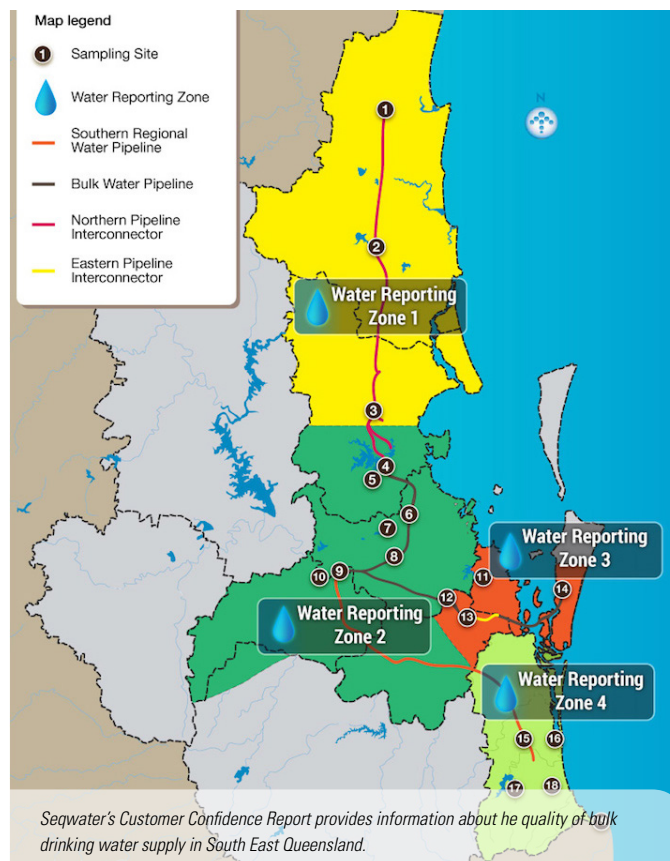 Map legend
1
Sampling Site
Water Reporting Zone
Southern Regional
Water Pipeline
Bulk Water Pipeline
Northern Pipeline
Interconnector
Eastern Pipeline
Interconnector
N
1
2
Water Reporting
Zone 1
3
4
5
6
7
8
9
10
Water Reporting
Zone 3
11
14
12
13
Water Reporting
Zone 2
Water Reporting
Zone 4
15
16
17
18
Seqwater's Customer Confidence Report provides information about he quality of bulk
drinking water supply in South East Queensland.